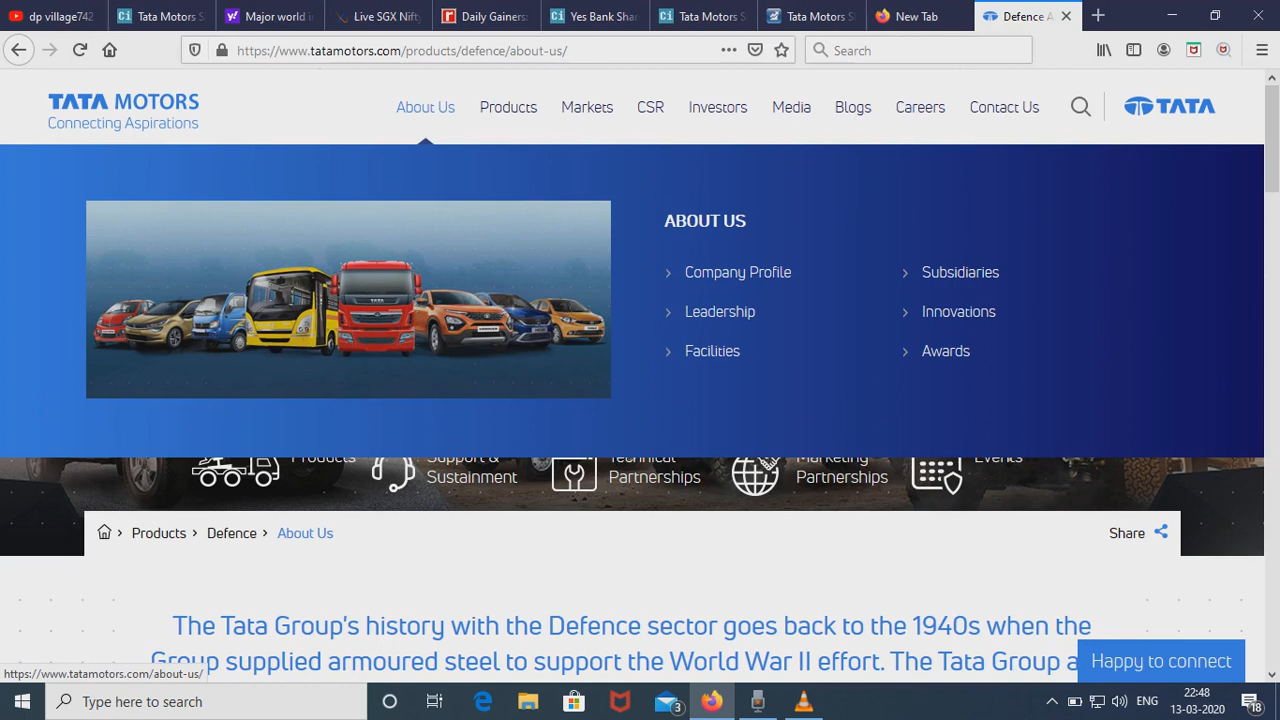 dp village742
Tata Motors S
Major world in
Live SGX Nifty
Daily Gainers:
Yes Bank Shar
Tata Motors S
Tata Motors S
New Tab
Defence A
https://www.tatamotors.com/products/defence/about-us/
Search
TATA MOTORS
Connecting Aspirations
About Us
Products
Markets
CSR
Investors
Media
Blogs
Careers
Contact Us
TATA
ABOUT US
Company Profile
Subsidiaries
Leadership
Innovations
Facilities
Awards
Products
Support &
Sustainment
Technical
Partnerships
Marketing
Partnerships
Events
Products
Defence
About Us
Share
The Tata Group's history with the Defence sector goes back to the 1940s when the
Group supplied armoured steel to support the World War II effort. The Tata Group a
Happy to connect
https://www.tatamotors.com/about-us/
Type here to search
3
ENG
22:48
13-03-2020
18